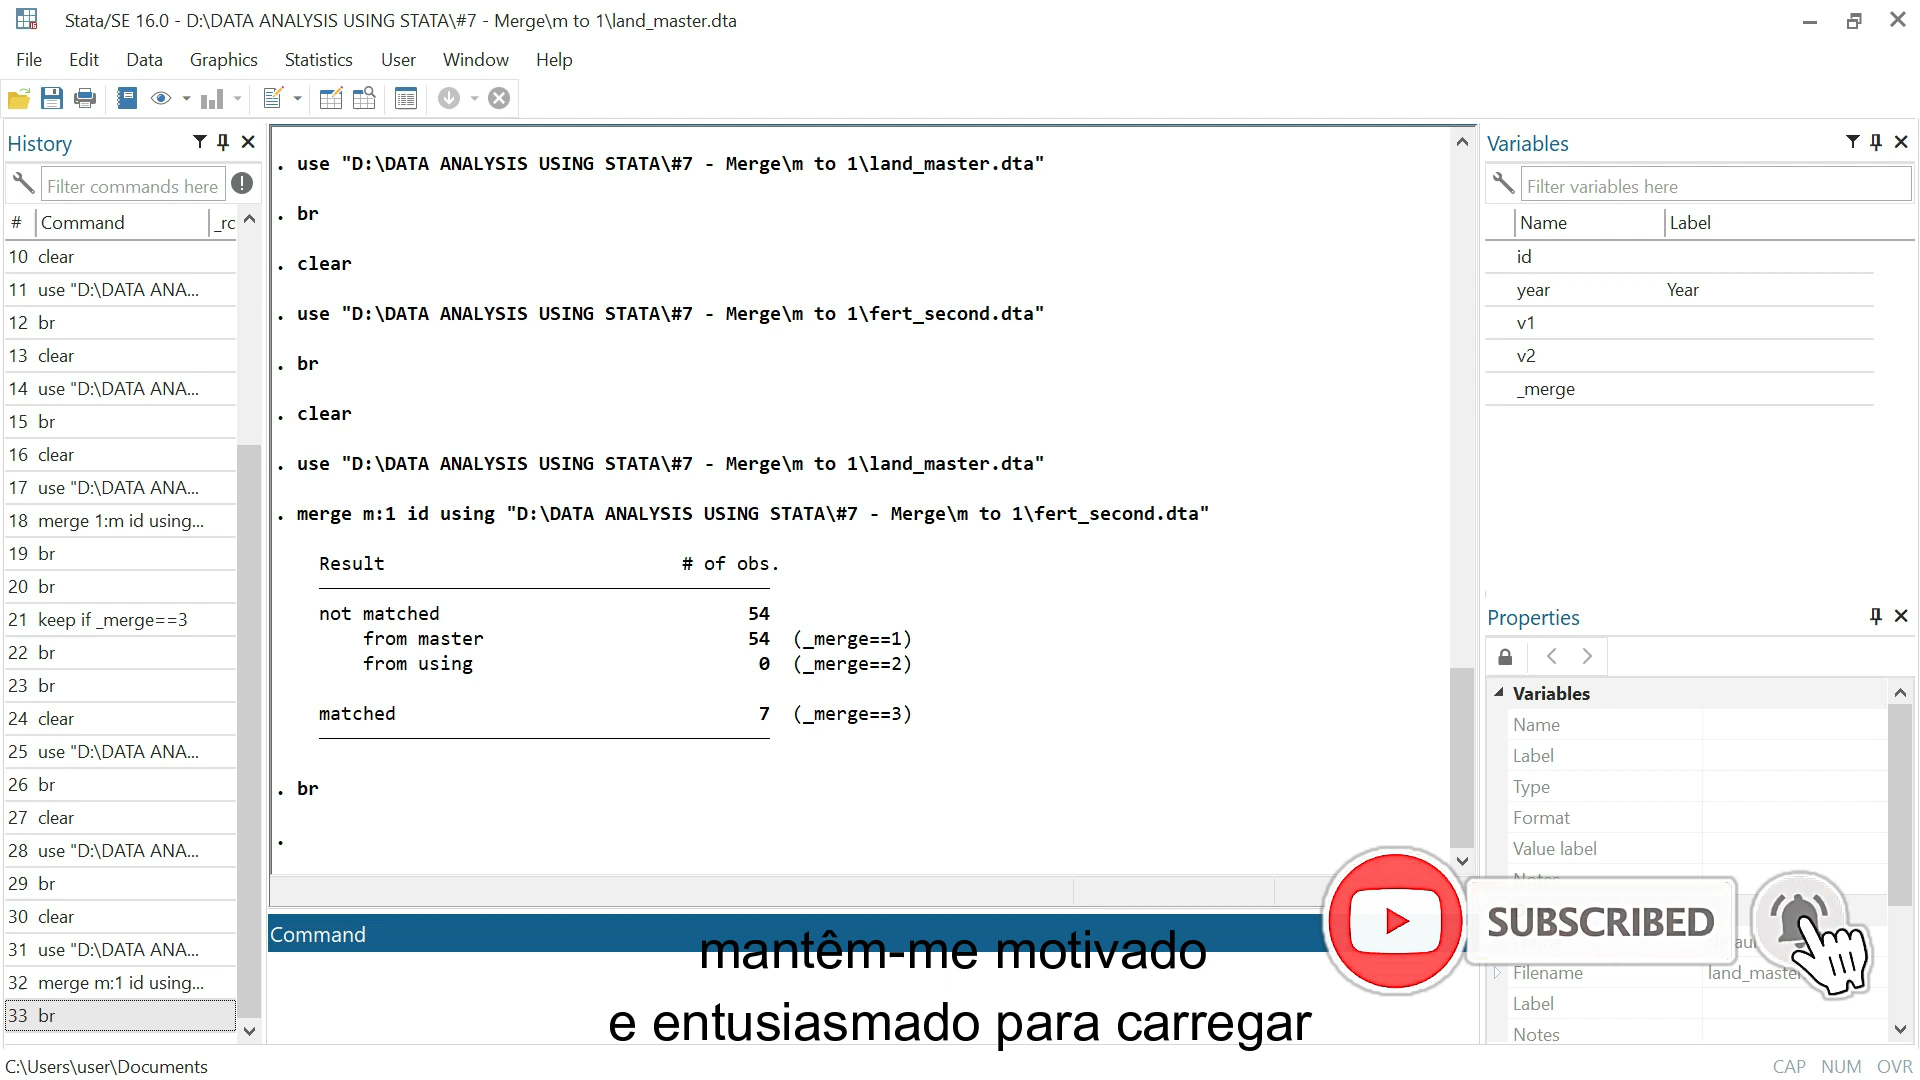 Stata/SE 16.0 - D:\DATA ANALYSIS USING STATA\#7 - Merge\m to 1\land_master.dta
File Edit Data Graphics Statistics User Window Help
History
Filter commands here
# Command _rc
10 clear
11 use "D:\DATA ANA...
12 br
13 clear
14 use "D:\DATA ANA...
15 br
16 clear
17 use "D:\DATA ANA...
18 merge 1:m id using...
19 br
20 br
21 keep if _merge==3
22 br
23 br
24 clear
25 use "D:\DATA ANA...
26 br
27 clear
28 use "D:\DATA ANA...
29 br
30 clear
31 use "D:\DATA ANA...
32 merge m:1 id using...
33 br
. use "D:\DATA ANALYSIS USING STATA\#7 - Merge\m to 1\land_master.dta"
. br
. clear
. use "D:\DATA ANALYSIS USING STATA\#7 - Merge\m to 1\fert_second.dta"
. br
. clear
. use "D:\DATA ANALYSIS USING STATA\#7 - Merge\m to 1\land_master.dta"
. merge m:1 id using "D:\DATA ANALYSIS USING STATA\#7 - Merge\m to 1\fert_second.dta"
Result # of obs.
not matched 54
from master 54 (_merge==1)
from using 0 (_merge==2)
matched 7 (_merge==3)
. br
.
Command
mantêm-me motivado
e entusiasmado para carregar
Variables
Filter variables here
Name Label
id
year Year
v1
v2
_merge
Properties
Variables
Name
Label
Type
Format
Value label
Notes
SUBSCRIBED
Filename land_master
Label
Notes
C:\Users\user\Documents
CAP NUM OVR